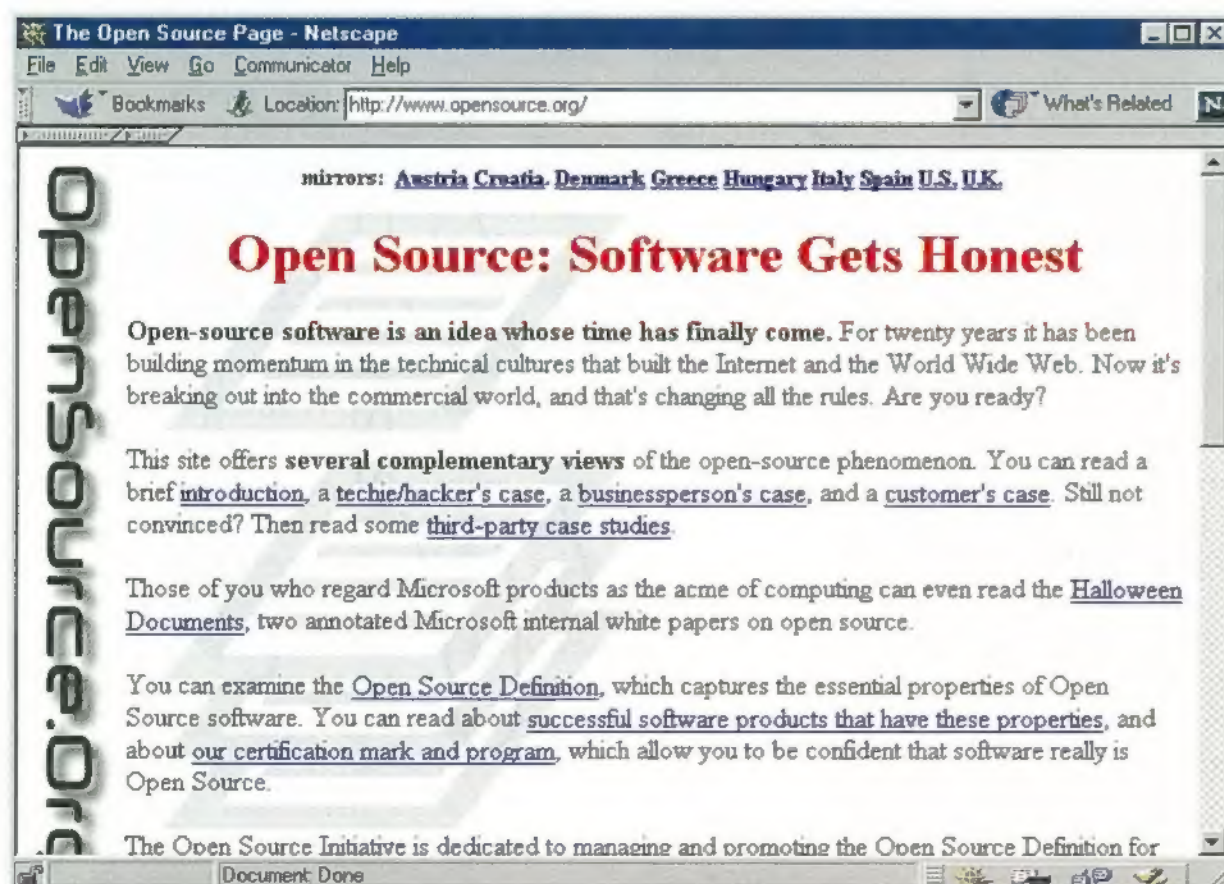 The Open Source Page - Netscape
File Edit View Go Communicator Help
Bookmarks Location: http://www.opensource.org/ What's Related N
OpenSource.Org
mirrors: Austria Croatia. Denmark Greece Hungary Italy Spain U.S. U.K.
Open Source: Software Gets Honest
Open-source software is an idea whose time has finally come. For twenty years it has been
building momentum in the technical cultures that built the Internet and the World Wide Web. Now it's
breaking out into the commercial world, and that's changing all the rules. Are you ready?
This site offers several complementary views of the open-source phenomenon. You can read a
brief introduction, a techie/hacker's case, a businessperson's case, and a customer's case. Still not
convinced? Then read some third-party case studies.
Those of you who regard Microsoft products as the acme of computing can even read the Halloween
Documents, two annotated Microsoft internal white papers on open source.
You can examine the Open Source Definition, which captures the essential properties of Open
Source software. You can read about successful software products that have these properties, and
about our certification mark and program, which allow you to be confident that software really is
Open Source.
The Open Source Initiative is dedicated to managing and promoting the Open Source Definition for
Document: Done